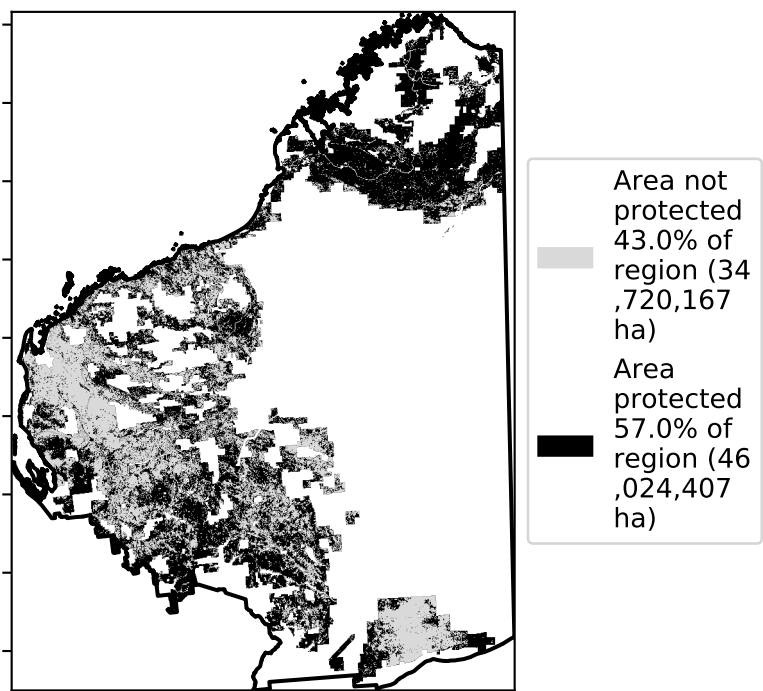 Area not
protected
43.0% of
region (34
,720,167
ha)
Area
protected
57.0% of
region (46
,024,407
ha)